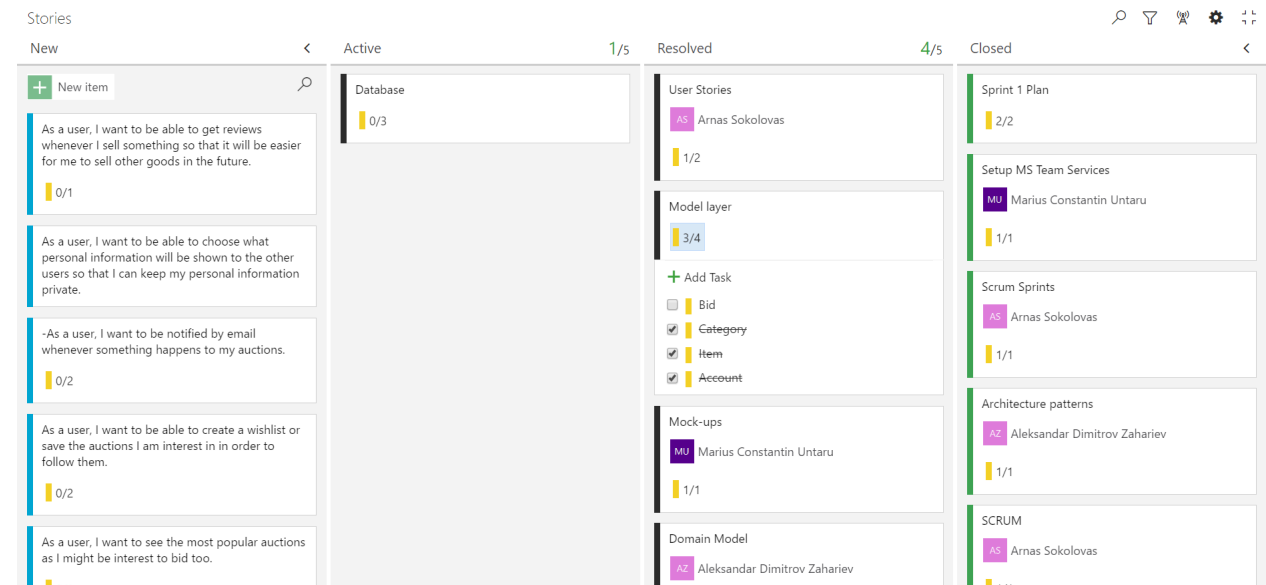 Stories
New
Active
1/5
Resolved
4/5
Closed
New item
As a user, I want to be able to get reviews
whenever I sell something so that it will be easier
for me to sell other goods in the future.
0/1
As a user, I want to be able to choose what
personal information will be shown to the other
users so that I can keep my personal information
private.
-As a user, I want to be notified by email
whenever something happens to my auctions.
0/2
As a user, I want to be able to create a wishlist or
save the auctions I am interest in in order to
follow them.
0/2
As a user, I want to see the most popular auctions
as I might be interest to bid too.
Database
0/3
User Stories
AS Arnas Sokolovas
1/2
Model layer
3/4
Add Task
Bid
Category
Item
Account
Mock-ups
MU Marius Constantin Untaru
1/1
Domain Model
AZ Aleksandar Dimitrov Zahariev
Sprint 1 Plan
2/2
Setup MS Team Services
MU Marius Constantin Untaru
1/1
Scrum Sprints
AS Arnas Sokolovas
1/1
Architecture patterns
AZ Aleksandar Dimitrov Zahariev
1/1
SCRUM
AS Arnas Sokolovas